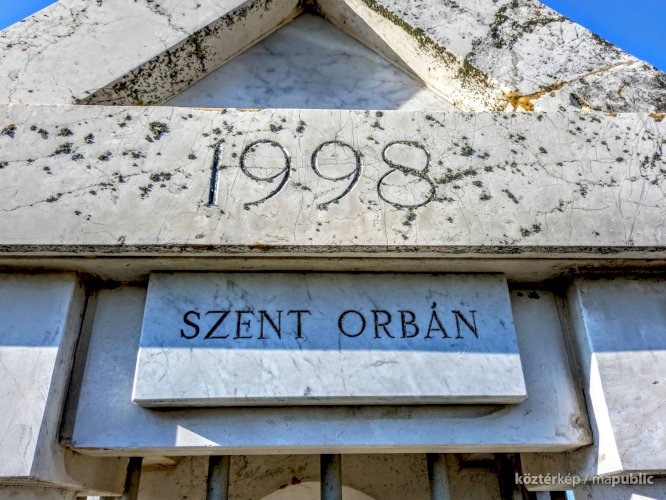 1998
SZENT ORBÁN
köztérkép / mapublic